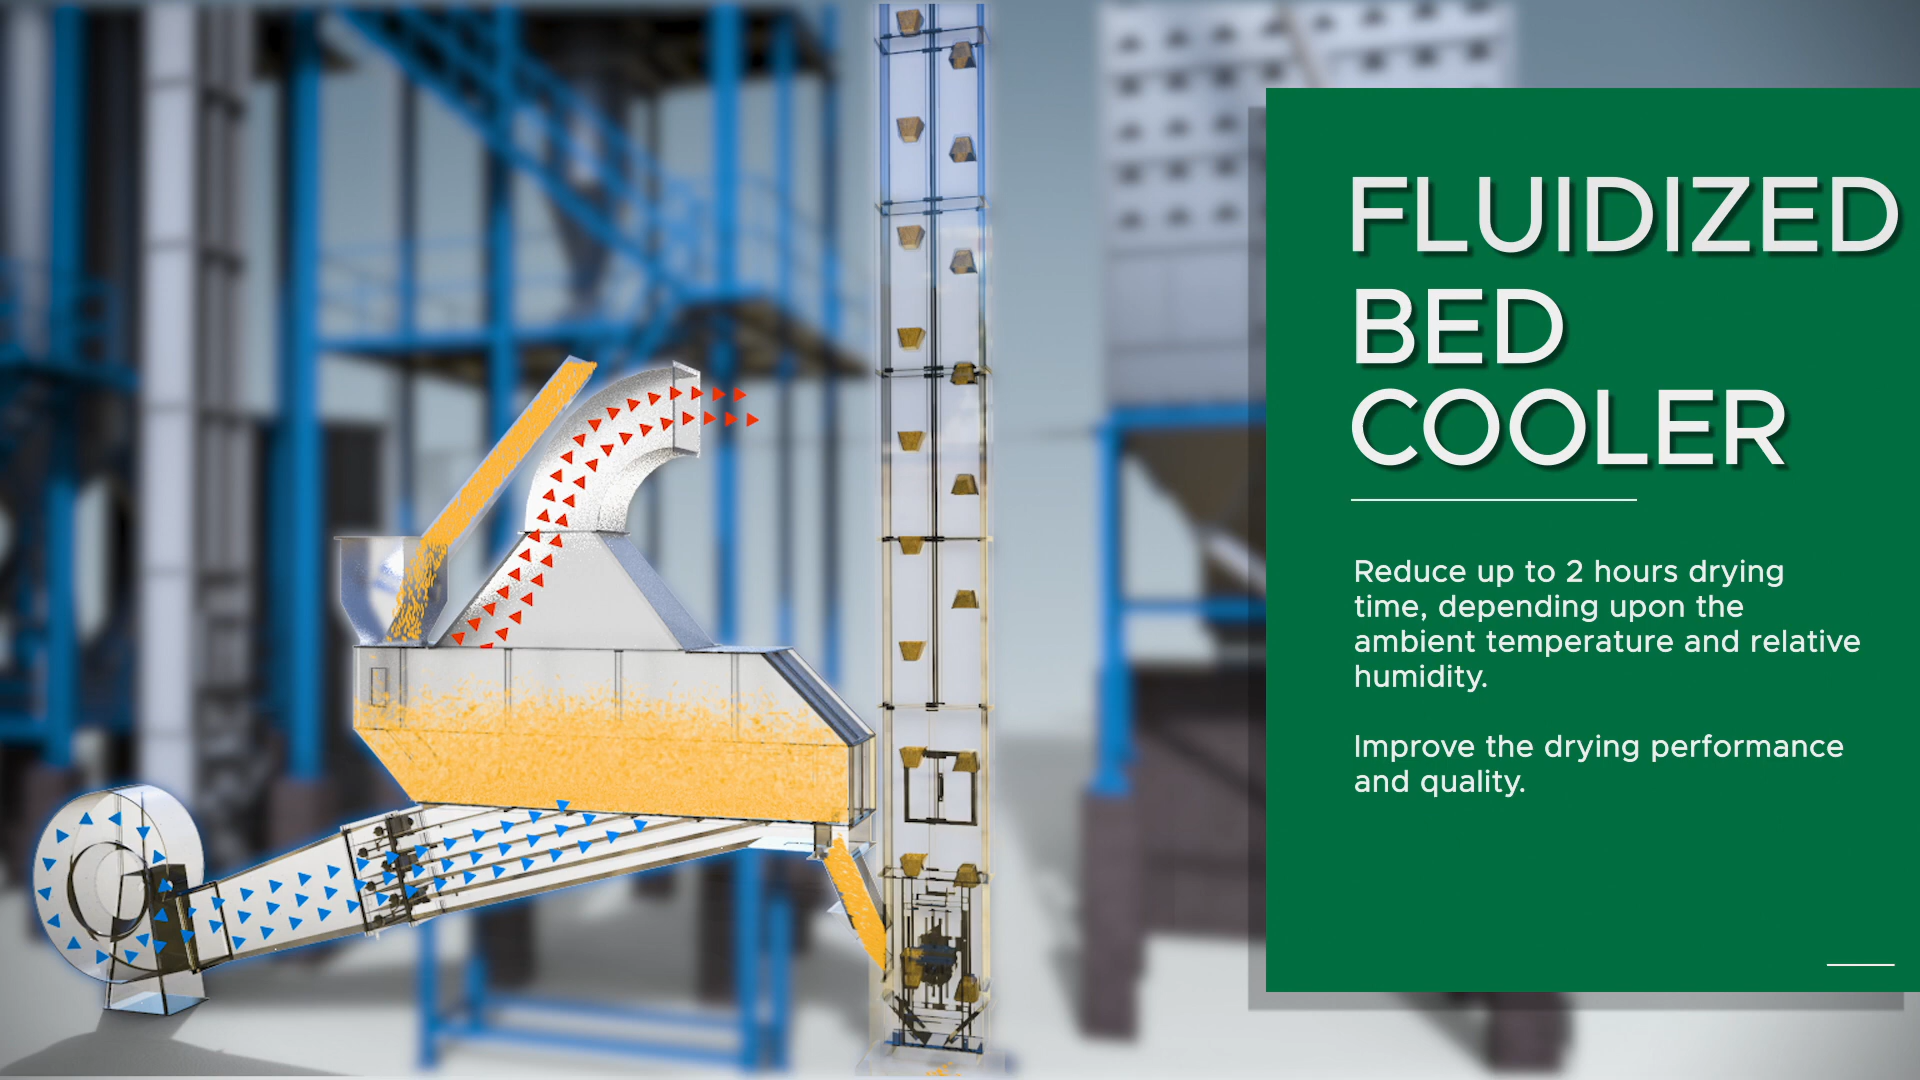 FLUIDIZED
BED
COOLER
Reduce up to 2 hours drying
time, depending upon the
ambient temperature and relative
humidity.
Improve the drying performance
and quality.